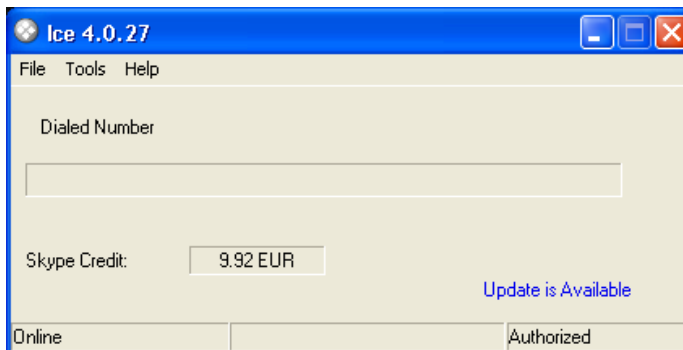 Ice 4.0.27
File Tools Help
Dialed Number
Skype Credit: 9.92 EUR
Update is Available
Online Authorized